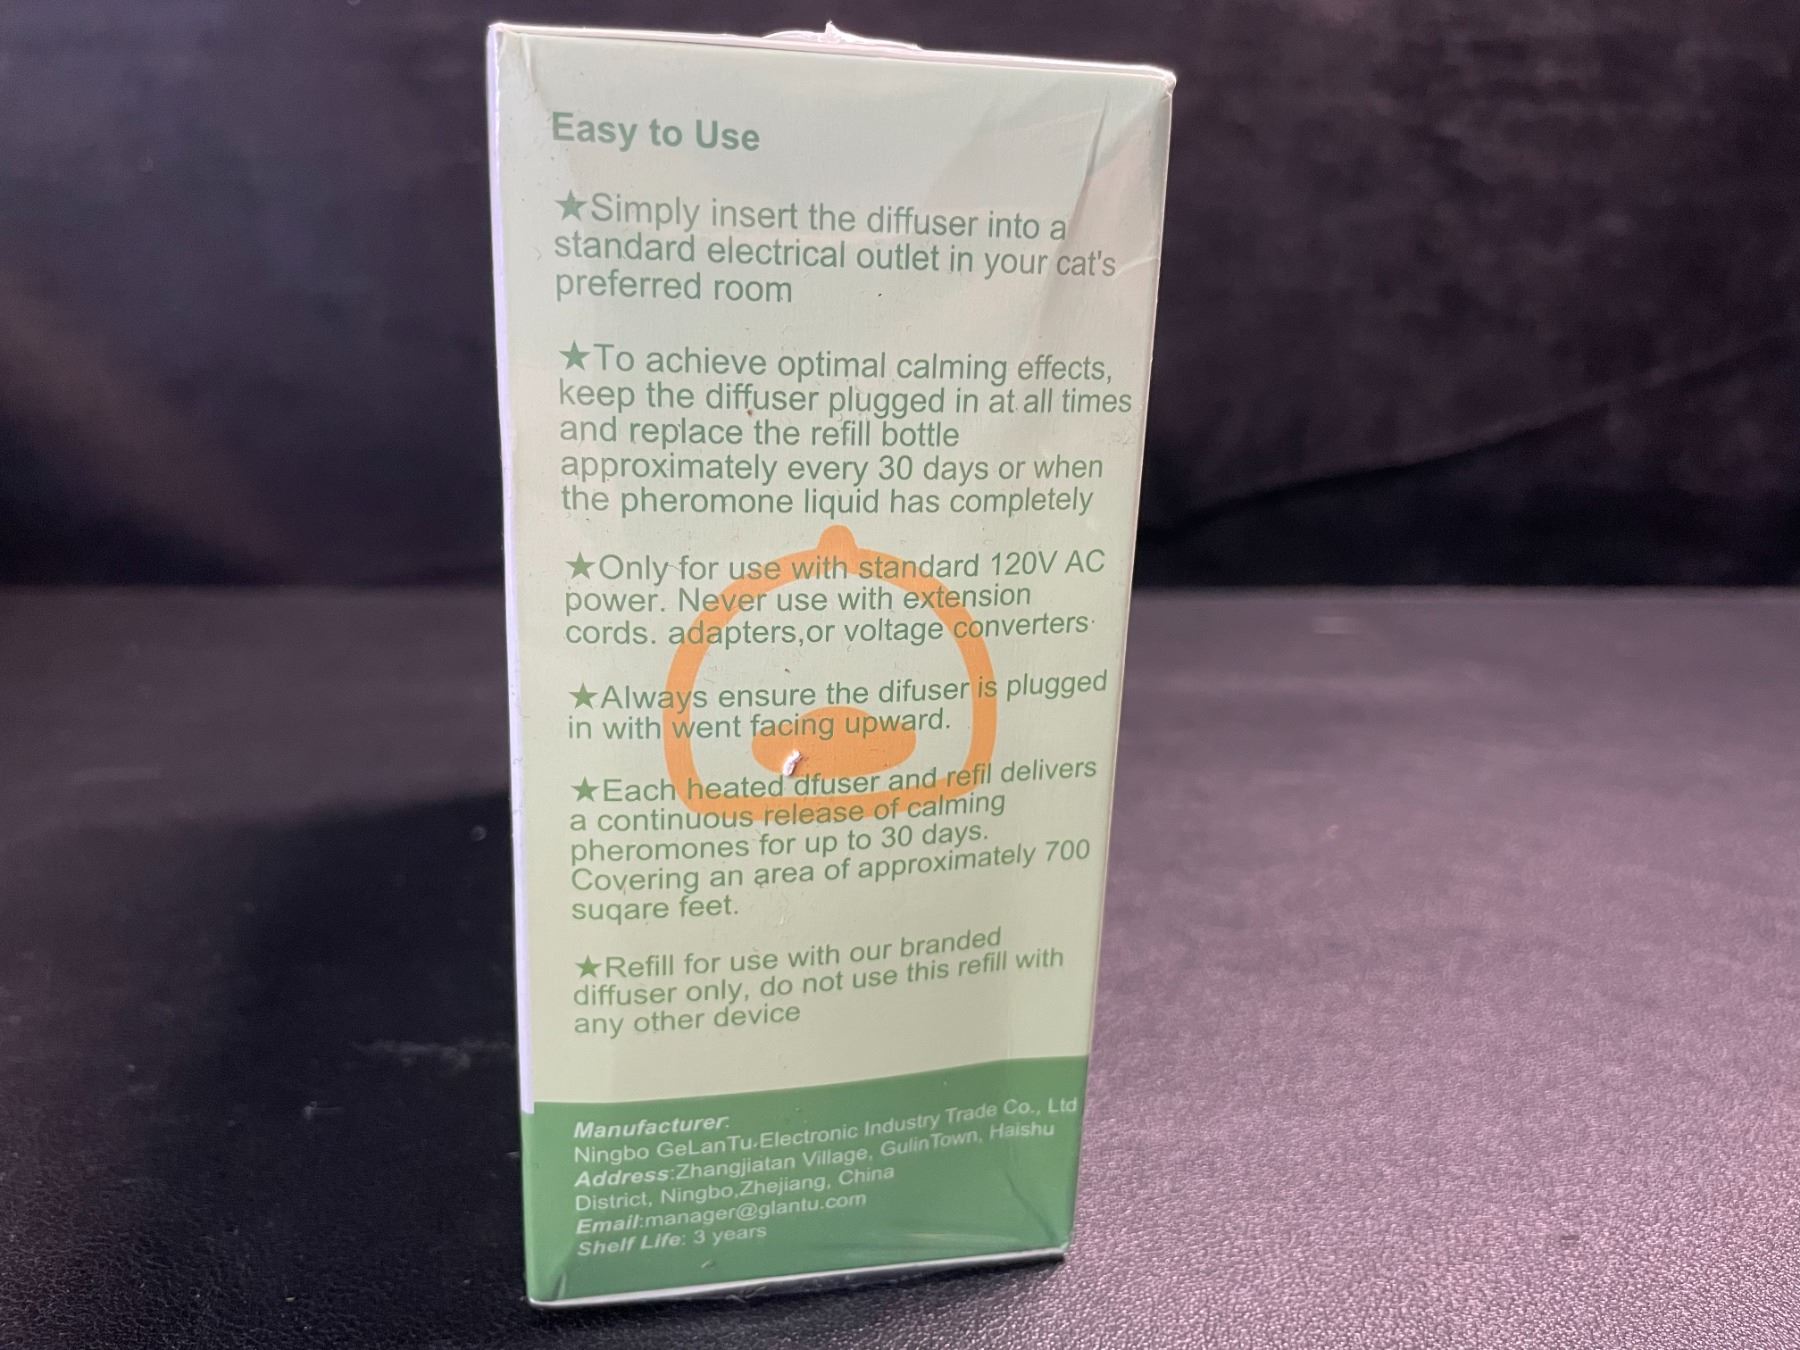 Easy to Use
★Simply insert the diffuser into a
standard electrical outlet in your cat's
preferred room
★To achieve optimal calming effects,
keep the diffuser plugged in at all times
and replace the refill bottle
approximately every 30 days or when
the pheromone liquid has completely
★Only for use with standard 120V AC
power. Never use with extension
cords. adapters,or voltage converters.
★Always ensure the difuser is plugged
in with went facing upward.
★Each heated dfuser and refil delivers
a continuous release of calming
pheromones for up to 30 days.
Covering an area of approximately 700
suqare feet.
★Refill for use with our branded
diffuser only, do not use this refill with
any other device
Manufacturer:
Ningbo GeLanTu.Electronic Industry Trade Co., Ltd
Address:Zhangjiatan Village, GulinTown, Haishu
District, Ningbo,Zhejiang, China
Email:manager@glantu.com
Shelf Life: 3 years